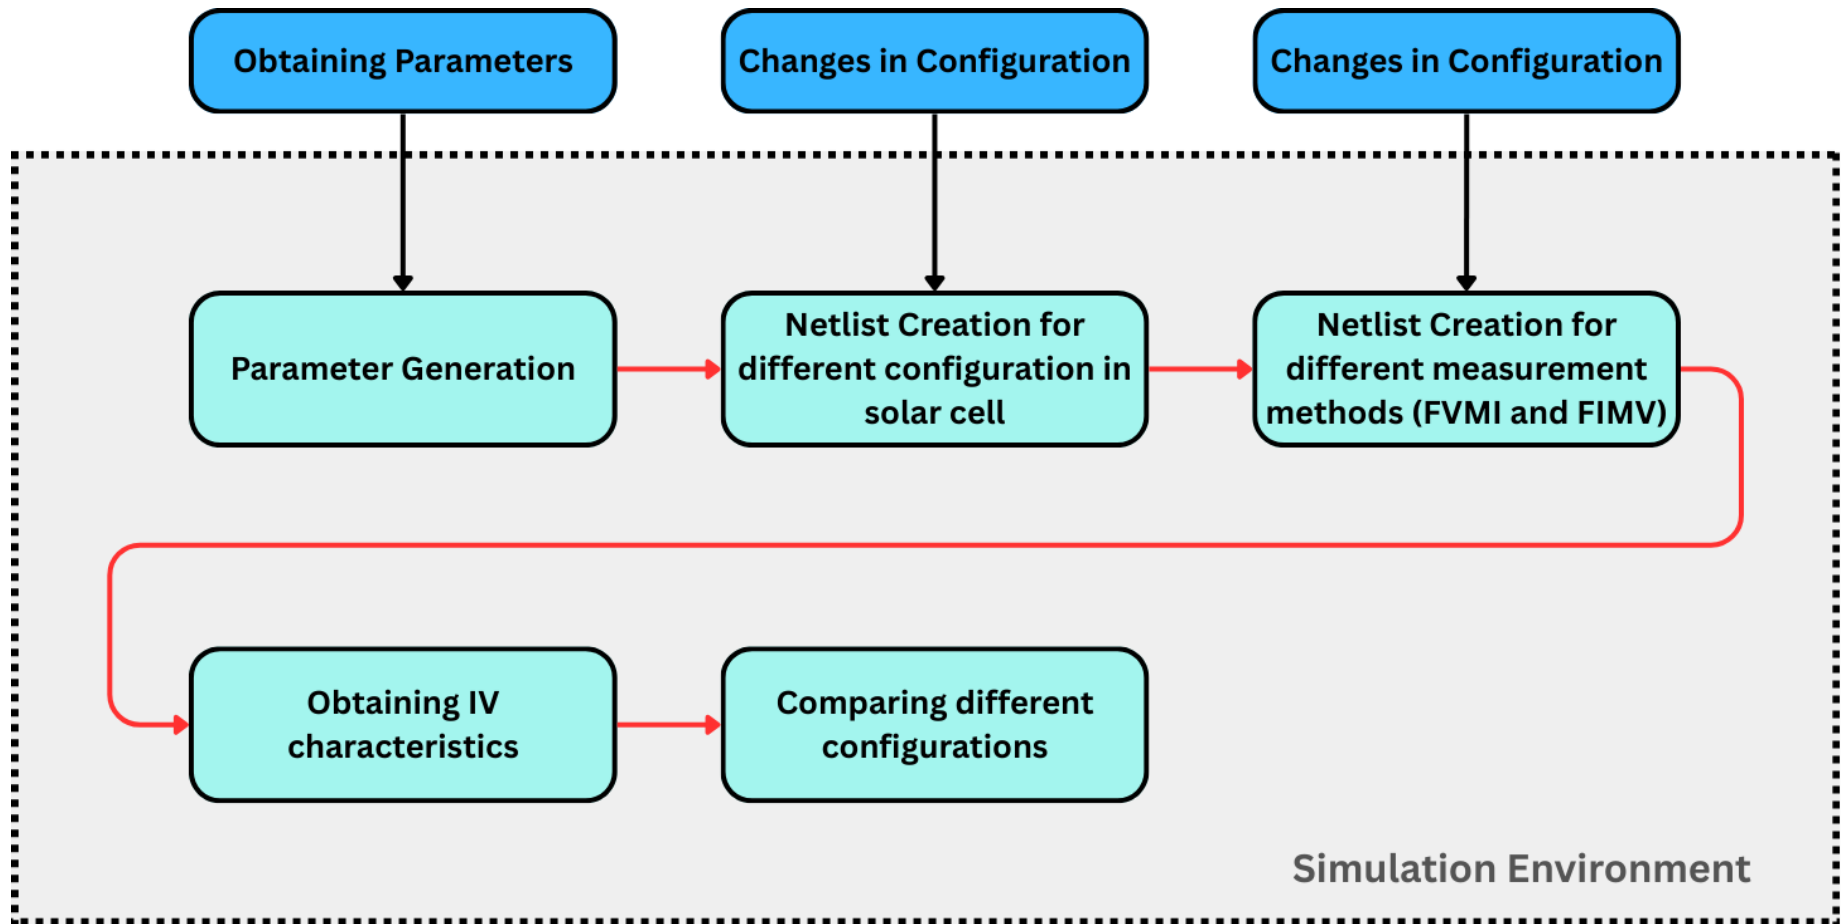 Obtaining Parameters
Changes in Configuration
Changes in Configuration
Parameter Generation
Netlist Creation for
different configuration in
solar cell
Netlist Creation for
different measurement
methods (FVMI and FIMV)
Obtaining IV
characteristics
Comparing different
configurations
Simulation Environment